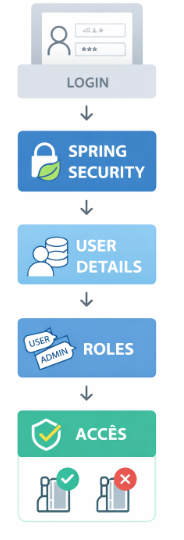 ***
LOGIN
SPRING
SECURITY
USER
DETAILS
USER
ADMIN
ROLES
ACCÈS